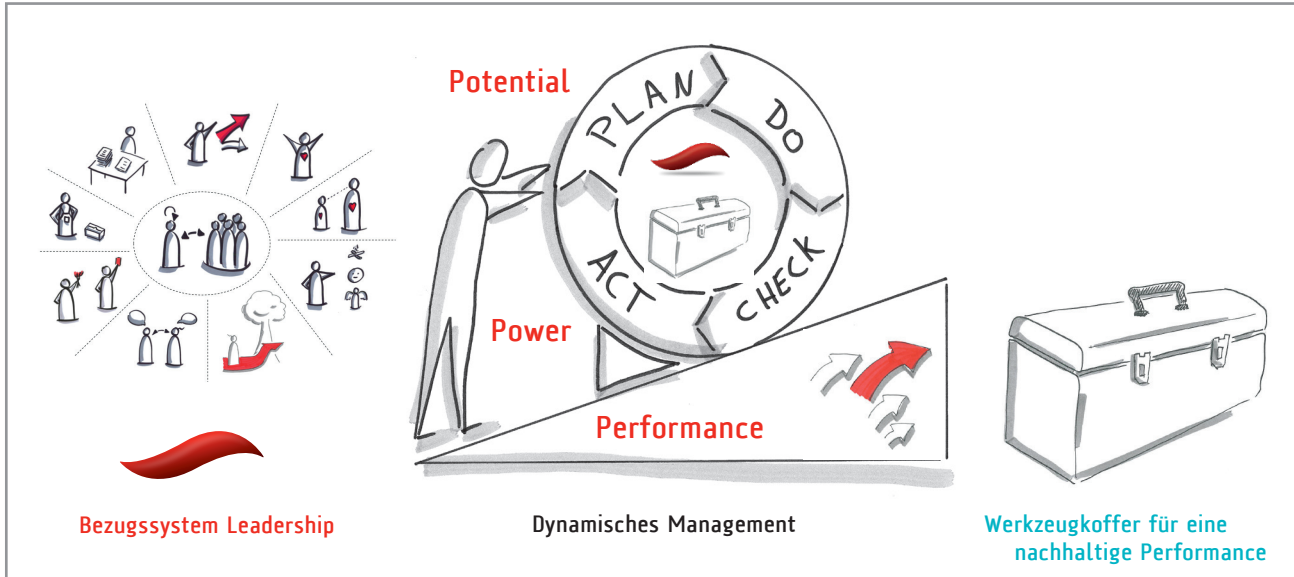 Potential
PLAN
DO
CHECK
ACT
Power
Performance
Bezugssystem Leadership
Dynamisches Management
Werkzeugkoffer für eine
nachhaltige Performance